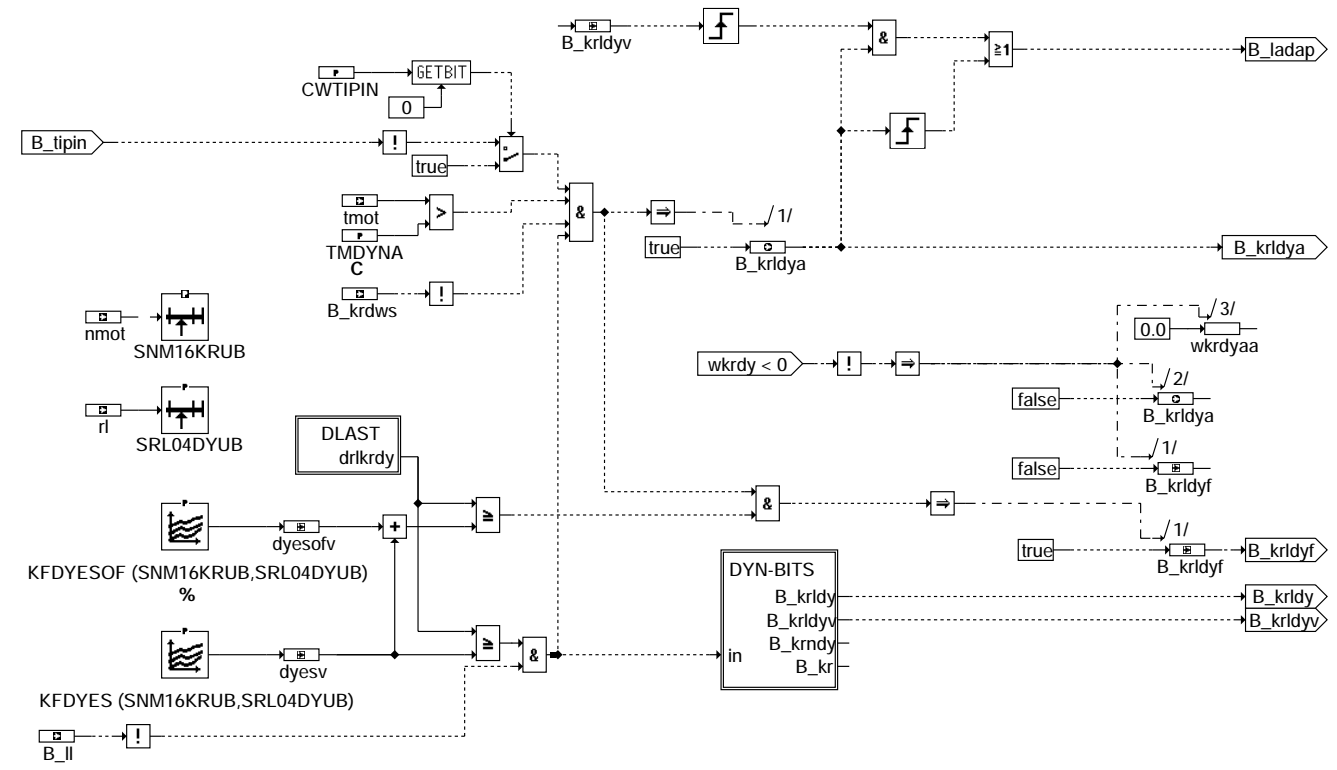 B_krldyv
&
≥1
B_ladap
P
CWTIPIN
GETBIT
0
B_tipin
!
true
tmot
>
P
TMDYNA
C
&
⇒
/1/
true
B_krldya
B_krldya
B_krdws
!
P
nmot
SNM16KRUB
/3/
0.0
wkrdyaa
wkrdy < 0
!
⇒
/2/
false
B_krldya
P
rl
SRL04DYUB
DLAST
drlkrdy
/1/
false
B_krldyf
P
dyesofv
+
≥
&
⇒
/1/
true
B_krldyf
B_krldyf
KFDYESOF (SNM16KRUB,SRL04DYUB)
%
DYN-BITS
B_krldy
B_krldyv
B_krndy
B_kr
in
B_krldy
B_krldyv
P
dyesv
≥
&
KFDYES (SNM16KRUB,SRL04DYUB)
B_ll
!